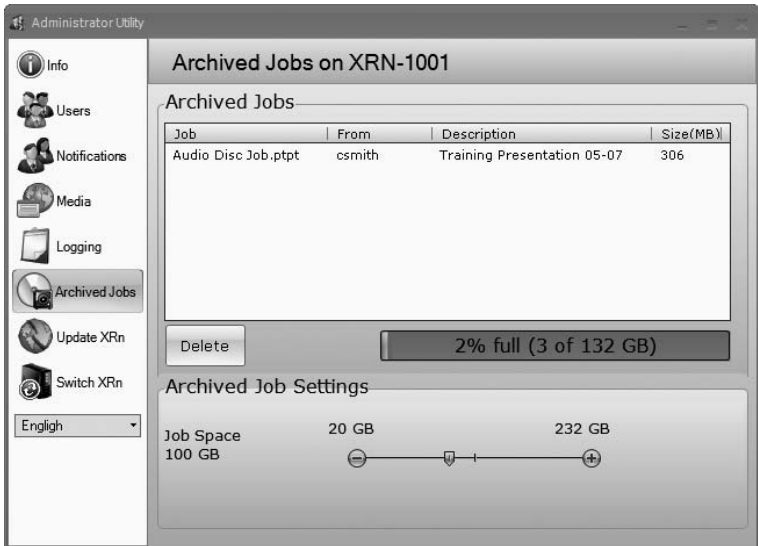 Administrator Utility
Info
Users
Notifications
Media
Logging
Archived Jobs
Update XRn
Switch XRn
Engligh
Archived Jobs on XRN-1001
Archived Jobs
Job From Description Size(MB)
Audio Disc Job.ptpt csmith Training Presentation 05-07 306
Delete
2% full (3 of 132 GB)
Archived Job Settings
Job Space
100 GB
20 GB 232 GB